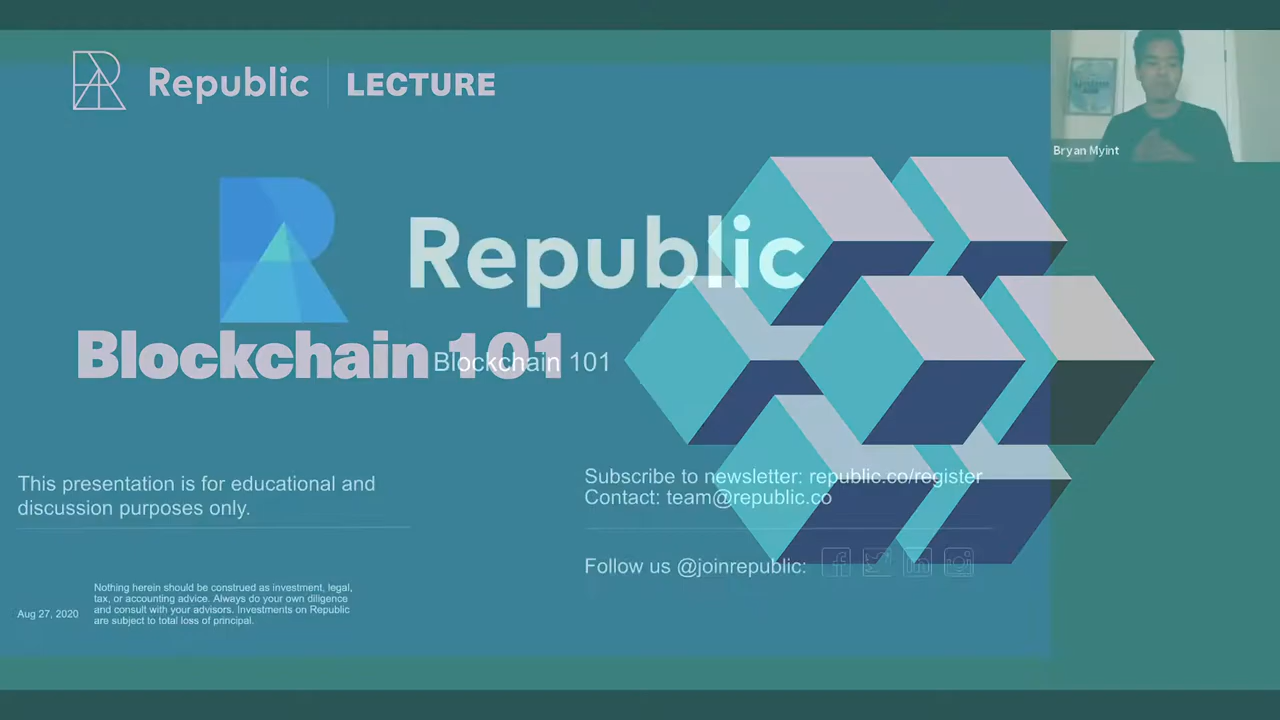 Republic LECTURE
Bryan Myint
Republic
Blockchain 101
Blockchain 101
This presentation is for educational and
discussion purposes only.
Subscribe to newsletter: republic.co/register
Contact: team@republic.co
Follow us @joinrepublic:
Aug 27, 2020
Nothing herein should be construed as investment, legal,
tax, or accounting advice. Always do your own diligence
and consult with your advisors. Investments on Republic
are subject to total loss of principal.